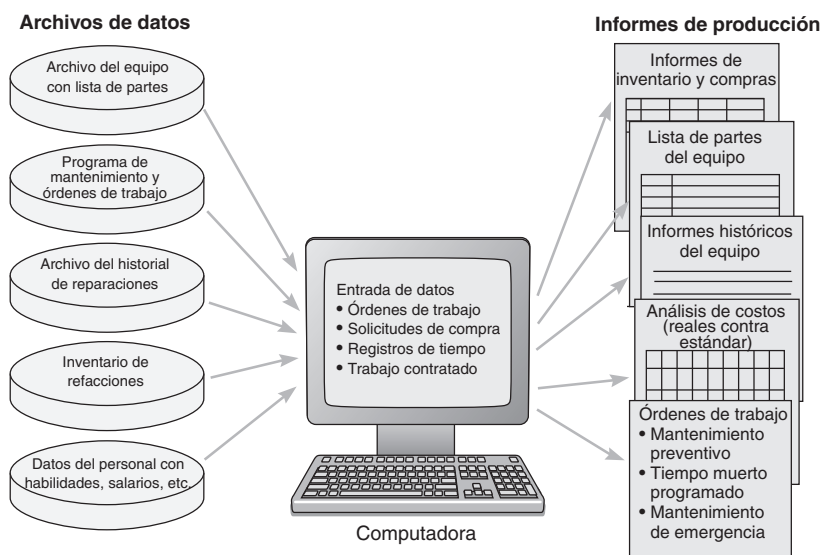 Archivos de datos
Archivo del equipo
con lista de partes
Programa de
mantenimiento y
órdenes de trabajo
Archivo del historial
de reparaciones
Inventario de
refacciones
Datos del personal con
habilidades, salarios, etc.
Entrada de datos
• Órdenes de trabajo
• Solicitudes de compra
• Registros de tiempo
• Trabajo contratado
Computadora
Informes de producción
Informes de
inventario y compras
Lista de partes
del equipo
Informes históricos
del equipo
Análisis de costos
(reales contra
estándar)
Órdenes de trabajo
• Mantenimiento
preventivo
• Tiempo muerto
programado
• Mantenimiento
de emergencia